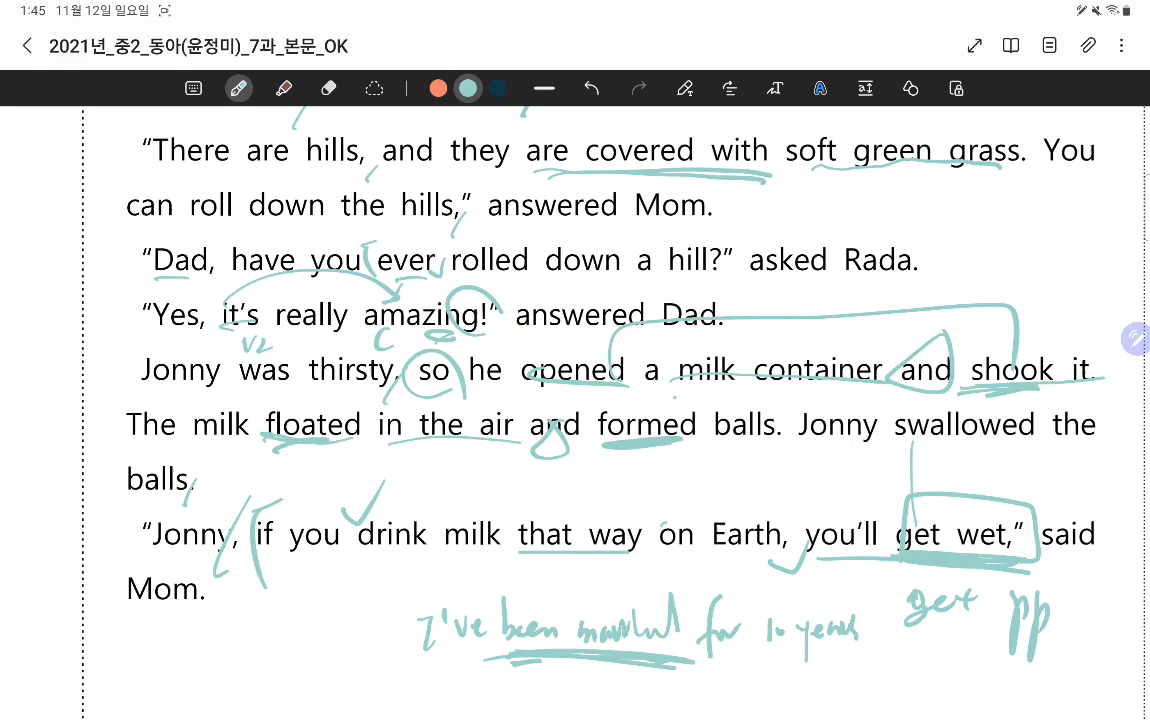 1:45 11월 12일 일요일
2021년_중2_동아(윤정미)_7과_본문_OK
“There are hills, and they are covered with soft green grass. You
can roll down the hills,” answered Mom.
“Dad, have you ever rolled down a hill?” asked Rada.
“Yes, it’s really amazing!” answered Dad.
V2 C
Jonny was thirsty, so he opened a milk container and shook it.
The milk floated in the air and formed balls. Jonny swallowed the
balls.
“Jonny, if you drink milk that way on Earth, you’ll get wet,” said
Mom.
get pp
I've been for 10 years